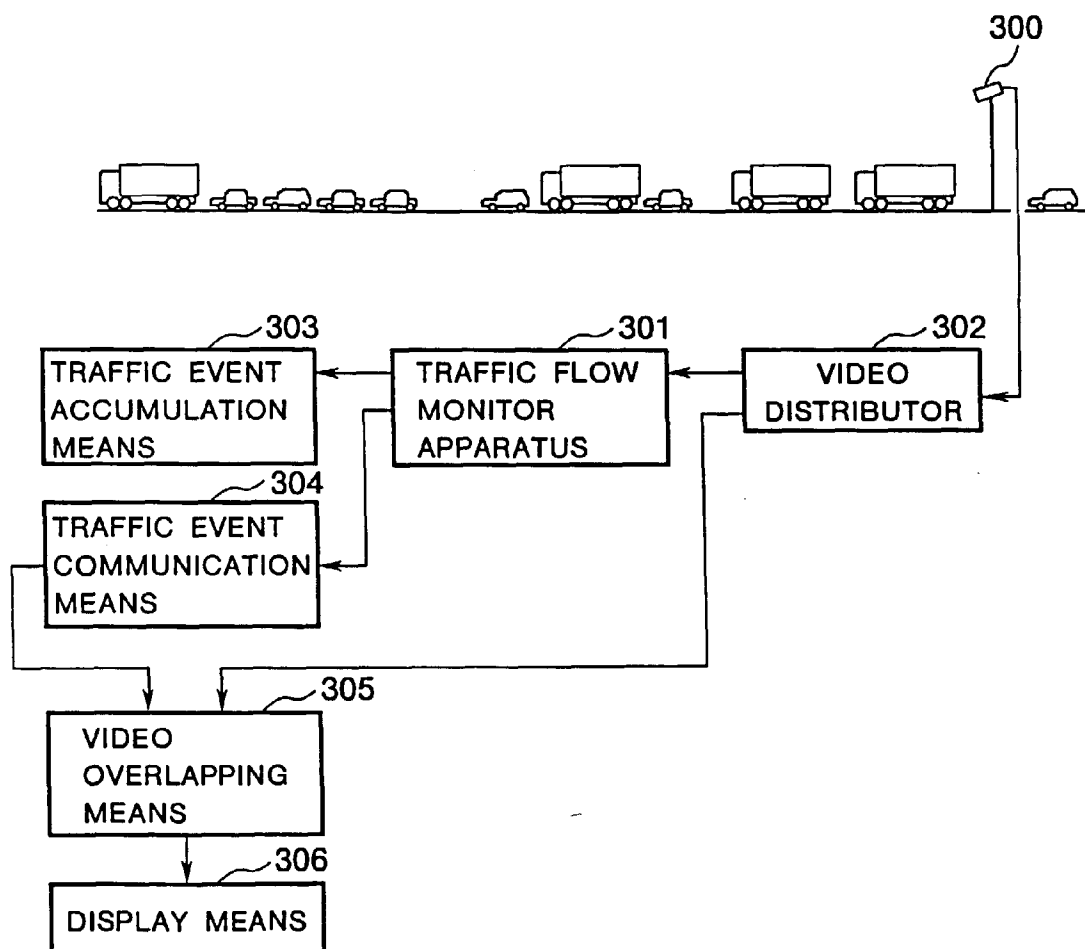 300
303
TRAFFIC EVENT
ACCUMULATION
MEANS
301
TRAFFIC FLOW
MONITOR
APPARATUS
302
VIDEO
DISTRIBUTOR
304
TRAFFIC EVENT
COMMUNICATION
MEANS
305
VIDEO
OVERLAPPING
MEANS
306
DISPLAY MEANS